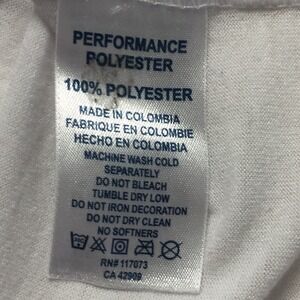 PERFORMANCE
POLYESTER
100% POLYESTER
MADE IN COLOMBIA
FABRIQUE EN COLOMBIE
HECHO EN COLOMBIA
MACHINE WASH COLD
SEPARATELY
DO NOT BLEACH
TUMBLE DRY LOW
DO NOT IRON DECORATION
DO NOT DRY CLEAN
NO SOFTNERS
RN# 117073
CA 42909